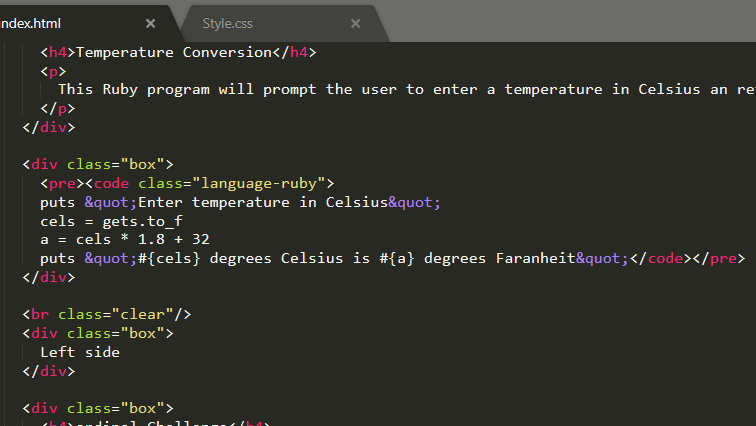 index.html × Style.css ×
<h4>Temperature Conversion</h4>
<p>
This Ruby program will prompt the user to enter a temperature in Celsius an
</p>
</div>
<div class="box">
<pre><code class="language-ruby">
puts &quot;Enter temperature in Celsius&quot;
cels = gets.to_f
a = cels * 1.8 + 32
puts &quot;#{cels} degrees Celsius is #{a} degrees Faranheit&quot;</code></pre>
</div>
<br class="clear"/>
<div class="box">
Left side
</div>
<div class="box">